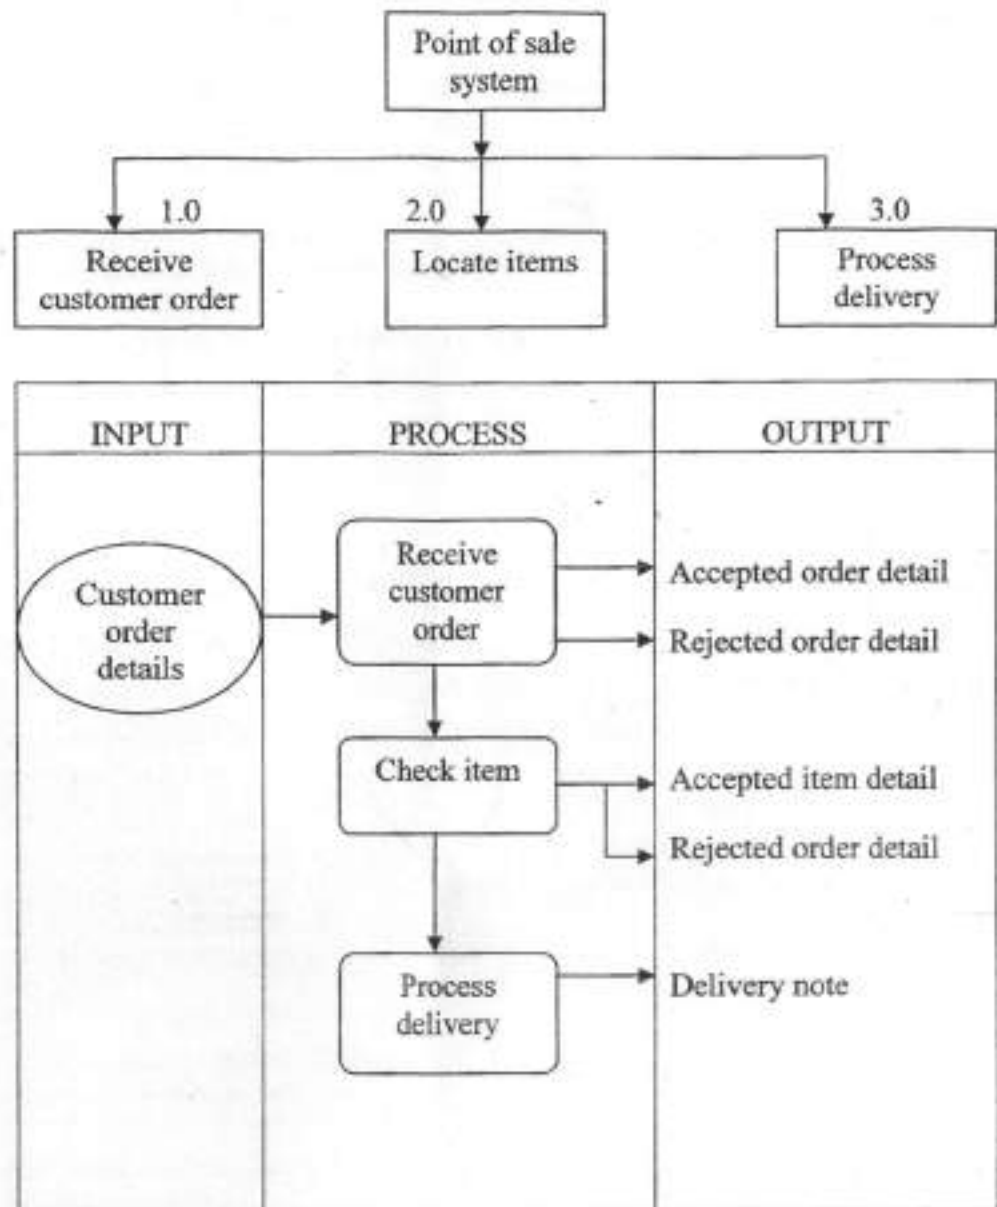 Point of sale
system
1.0
2.0
3.0
Receive
customer order
Locate items
Process
delivery
INPUT
PROCESS
OUTPUT
Customer
order
details
Receive
customer
order
Accepted order detail
Rejected order detail
Check item
Accepted item detail
Rejected order detail
Process
delivery
Delivery note